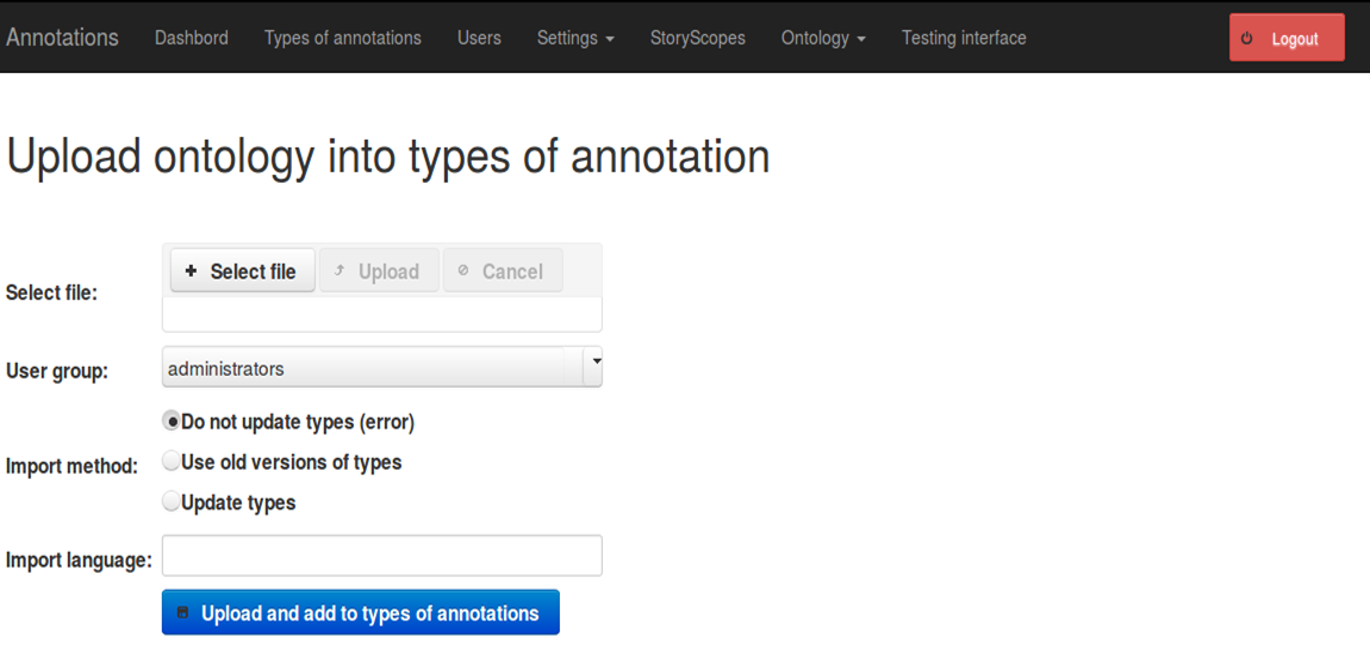 Annotations Dashbord Types of annotations Users Settings StoryScopes Ontology Testing interface Logout
Upload ontology into types of annotation
Select file: Select file Upload Cancel
User group: administrators
Do not update types (error)
Import method: Use old versions of types
Update types
Import language:
Upload and add to types of annotations